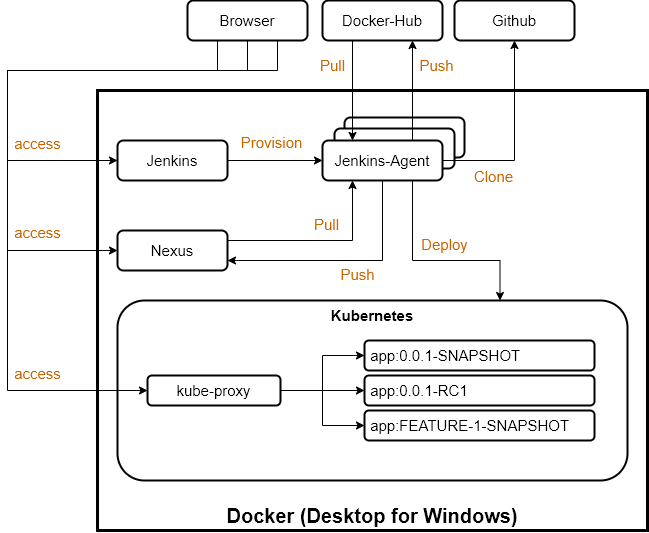 Browser
Docker-Hub
Github
Pull
Push
access
Jenkins
Provision
Jenkins-Agent
Clone
access
Nexus
Pull
Push
Deploy
Kubernetes
app:0.0.1-SNAPSHOT
access
kube-proxy
app:0.0.1-RC1
app:FEATURE-1-SNAPSHOT
Docker (Desktop for Windows)